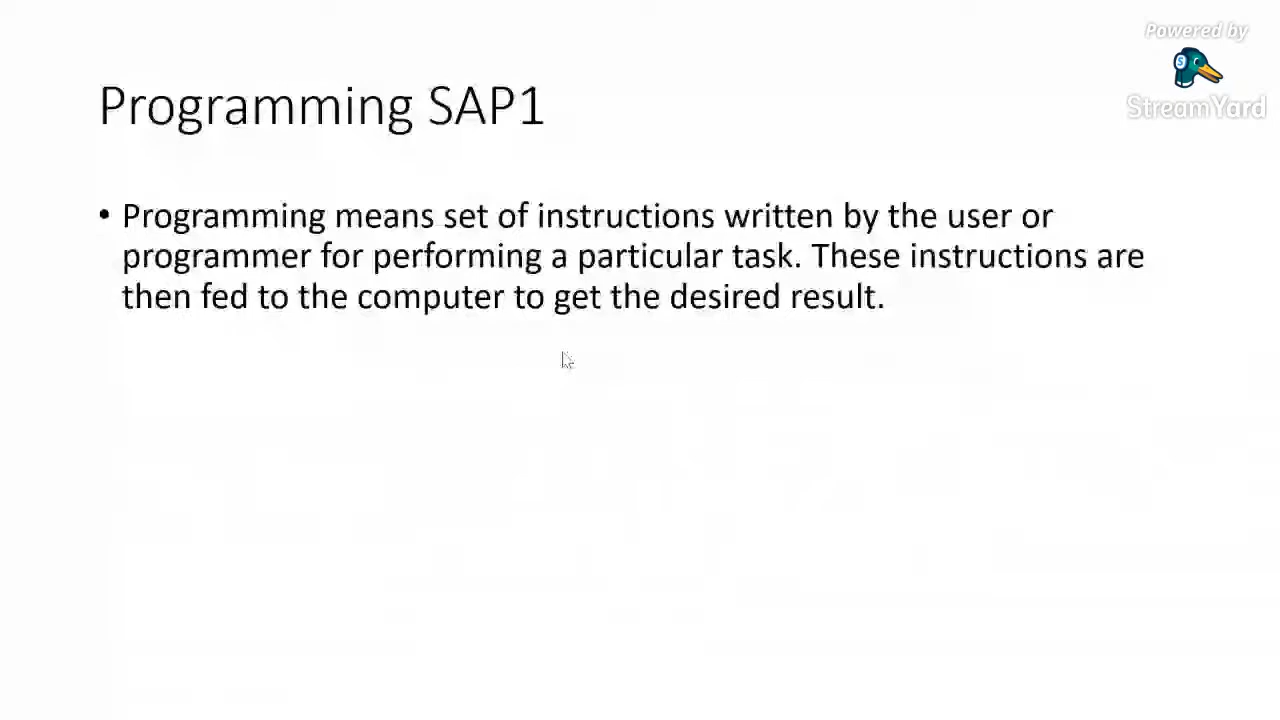 Powered by
StreamYard
Programming SAP1
• Programming means set of instructions written by the user or
programmer for performing a particular task. These instructions are
then fed to the computer to get the desired result.